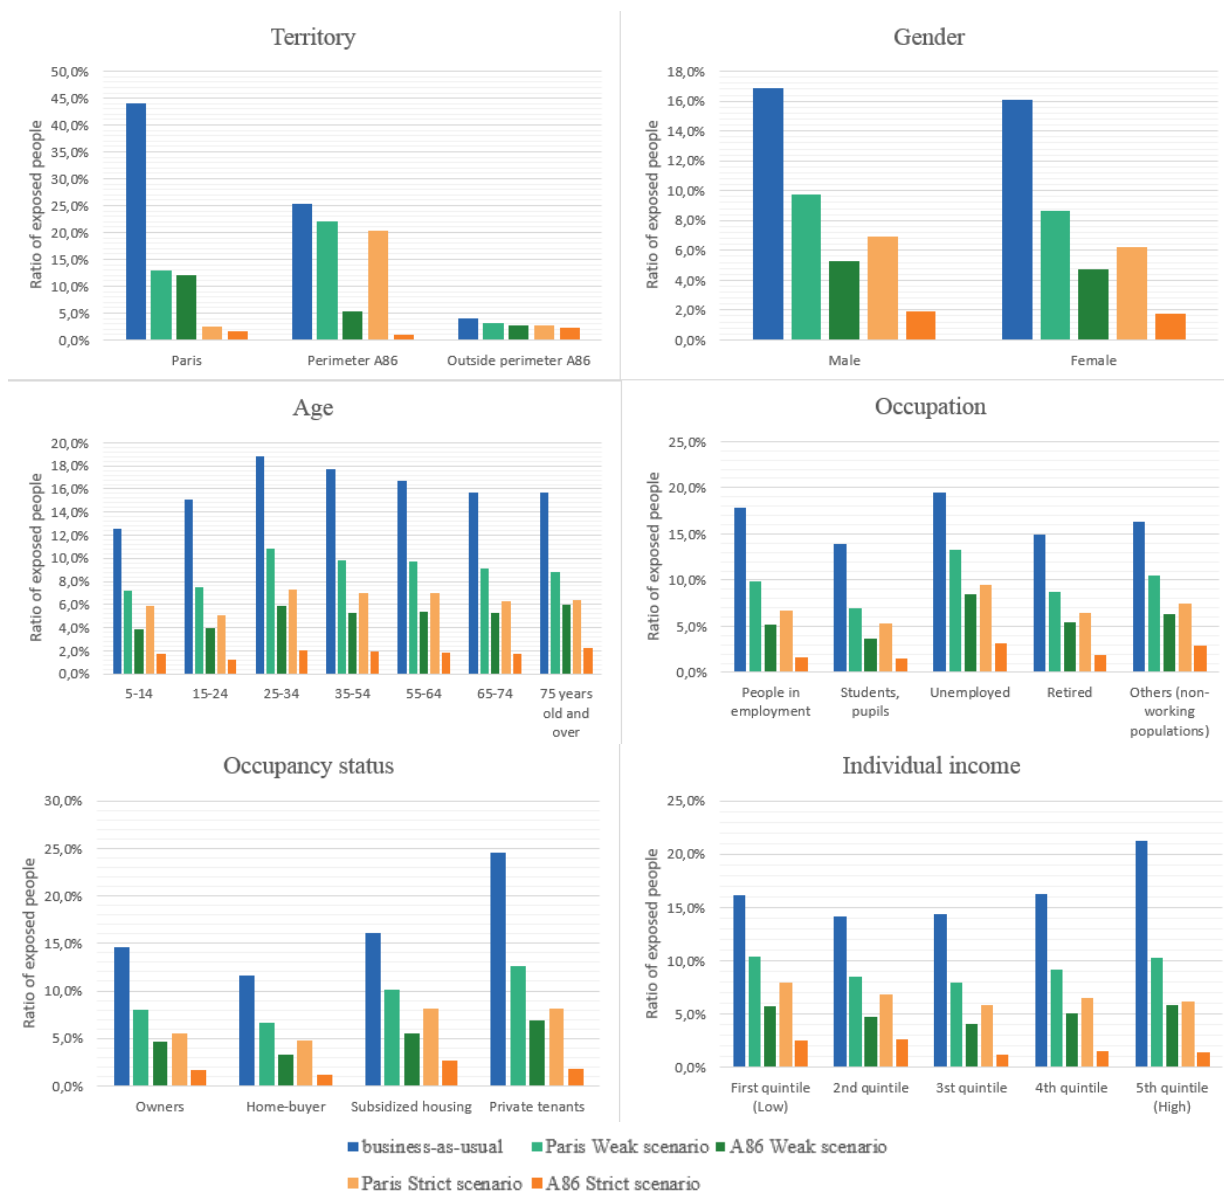 Territory
Ratio of exposed people
50,0%
45,0%
40,0%
35,0%
30,0%
25,0%
20,0%
15,0%
10,0%
5,0%
0,0%
Paris
Perimeter A86
Outside perimeter A86
Gender
Ratio of exposed people
18,0%
16,0%
14,0%
12,0%
10,0%
8,0%
6,0%
4,0%
2,0%
0,0%
Male
Female
Age
Ratio of exposed people
20,0%
18,0%
16,0%
14,0%
12,0%
10,0%
8,0%
6,0%
4,0%
2,0%
0,0%
5-14
15-24
25-34
35-54
55-64
65-74
75 years
old and
over
Occupation
Ratio of exposed people
25,0%
20,0%
15,0%
10,0%
5,0%
0,0%
People in
employment
Students,
pupils
Unemployed
Retired
Others (non-
working
populations)
Occupancy status
Ratio of exposed people
30,0%
25,0%
20,0%
15,0%
10,0%
5,0%
0,0%
Owners
Home-buyer
Subsidized housing
Private tenants
Individual income
Ratio of exposed people
25,0%
20,0%
15,0%
10,0%
5,0%
0,0%
First quintile
(Low)
2nd quintile
3st quintile
4th quintile
5th quintile
(High)
business-as-usual
Paris Weak scenario
A86 Weak scenario
Paris Strict scenario
A86 Strict scenario